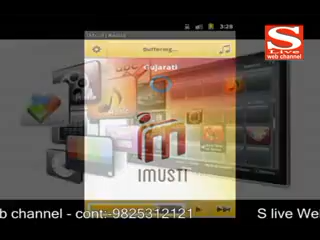 3:28
Buffering...
Gujarati
S
Live
web channel
IMUSTI
b channel - cont:-9825312121
S live We